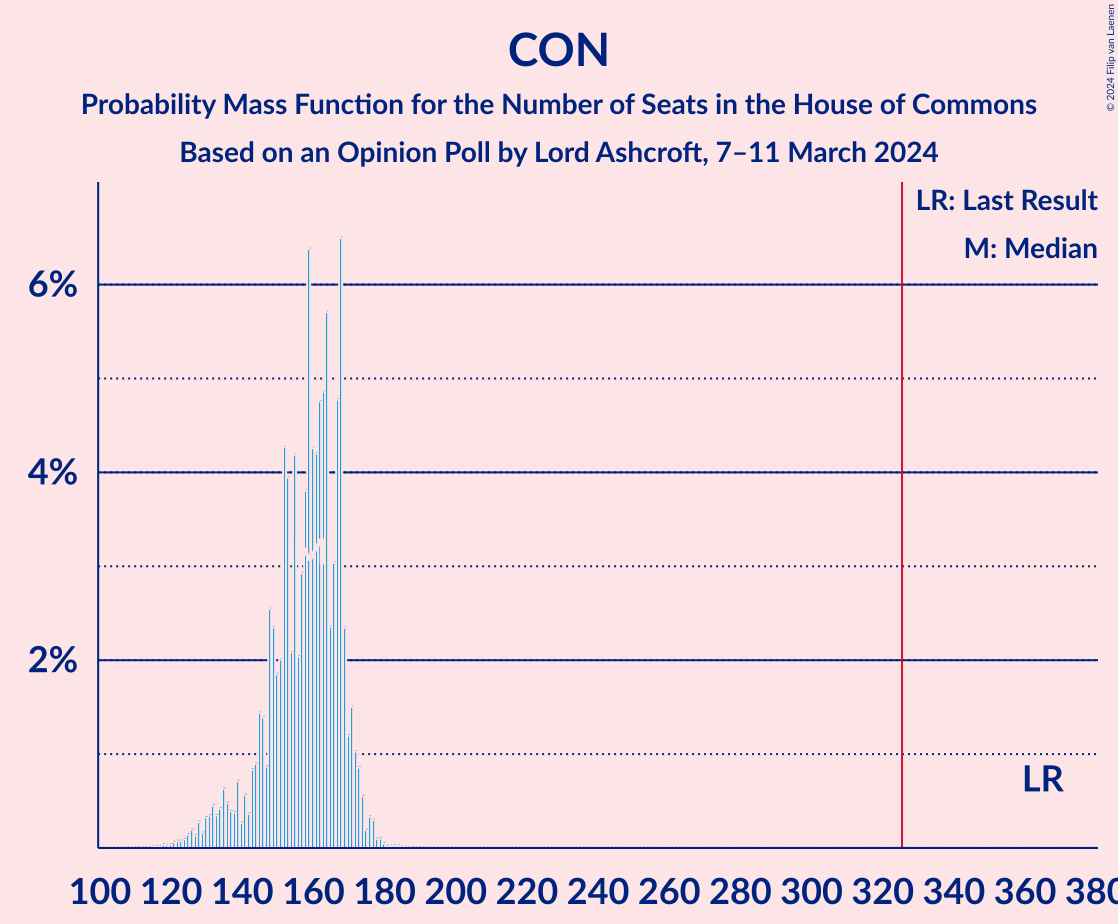 CON
Probability Mass Function for the Number of Seats in the House of Commons
Based on an Opinion Poll by Lord Ashcroft, 7–11 March 2024
© 2024 Filip van Laenen
LR: Last Result
M: Median
6%
4%
2%
LR
100 120 140 160 180 200 220 240 260 280 300 320 340 360 380